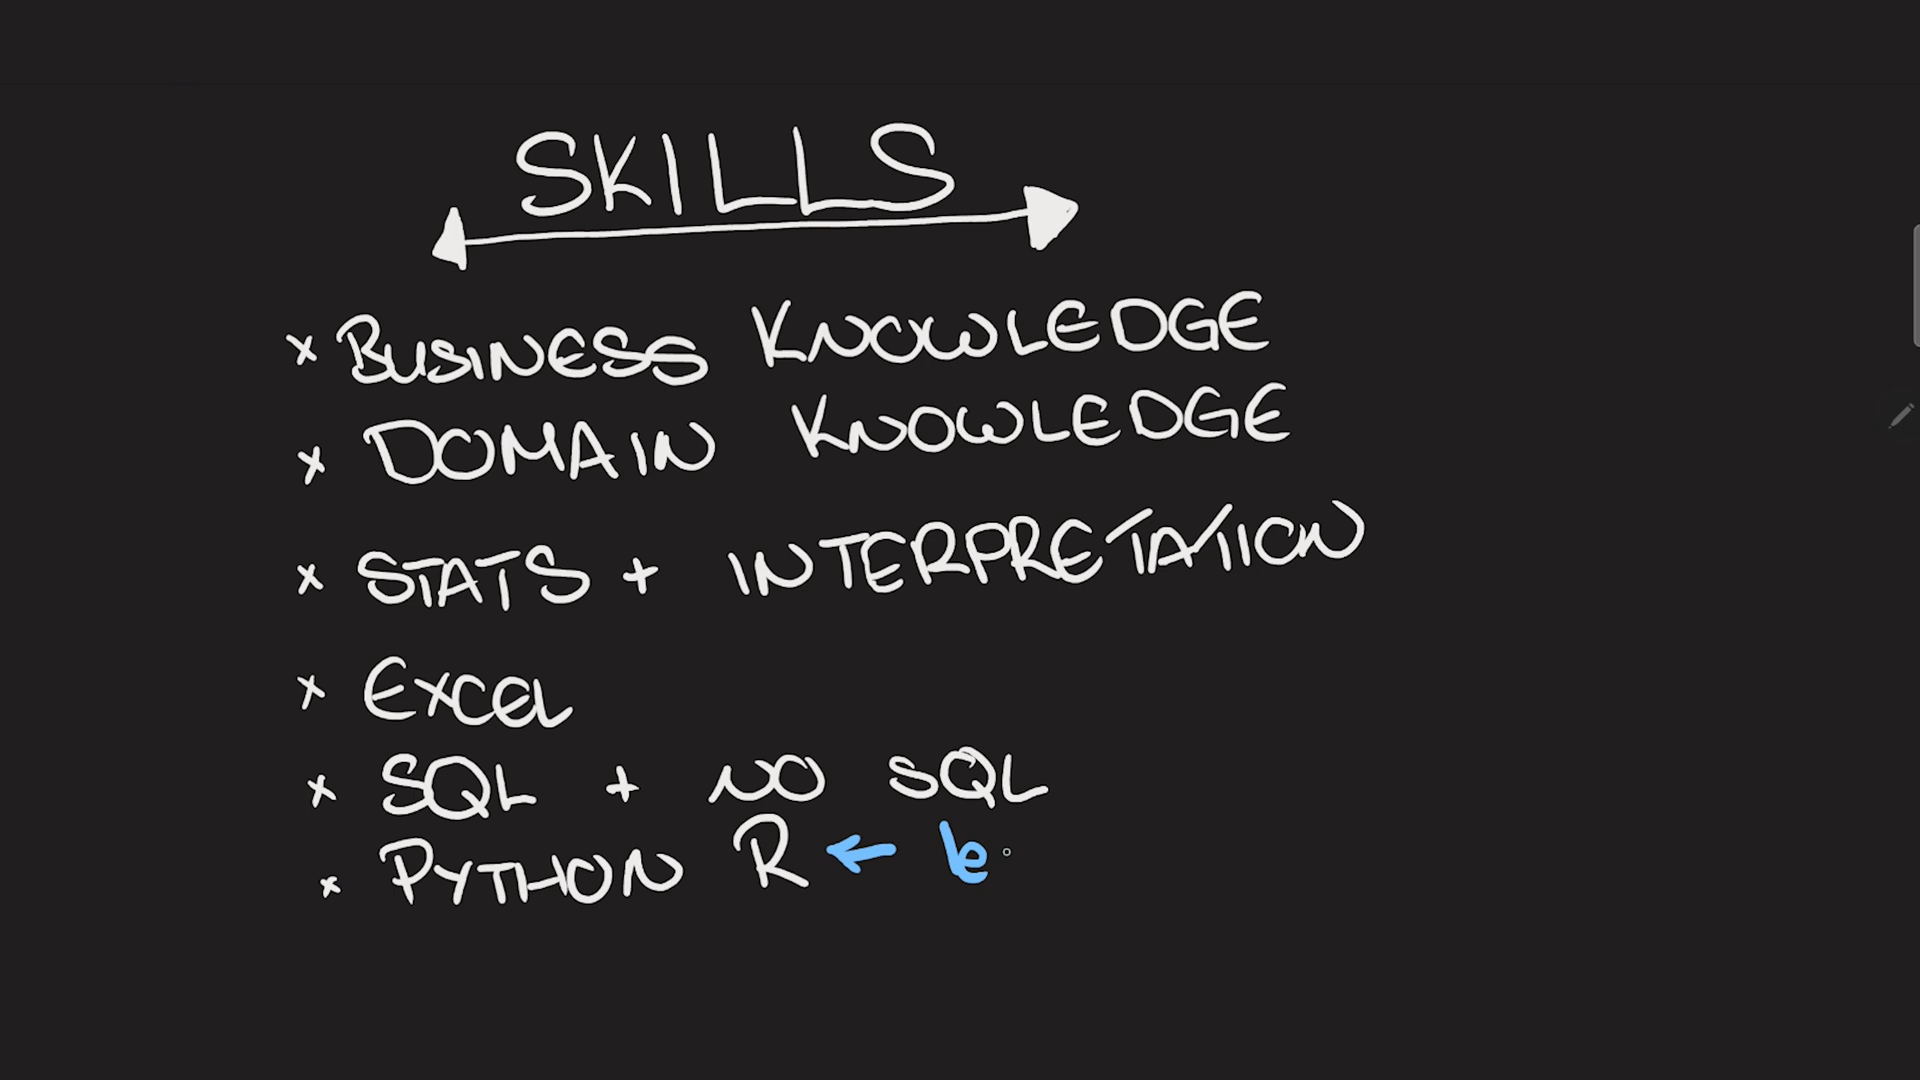 SKILLS
x BUSINESS KNOWLEDGE
x DOMAIN KNOWLEDGE
x STATS + INTERPRETATION
x EXCEL
x SQL + NO SQL
x PYTHON R ←